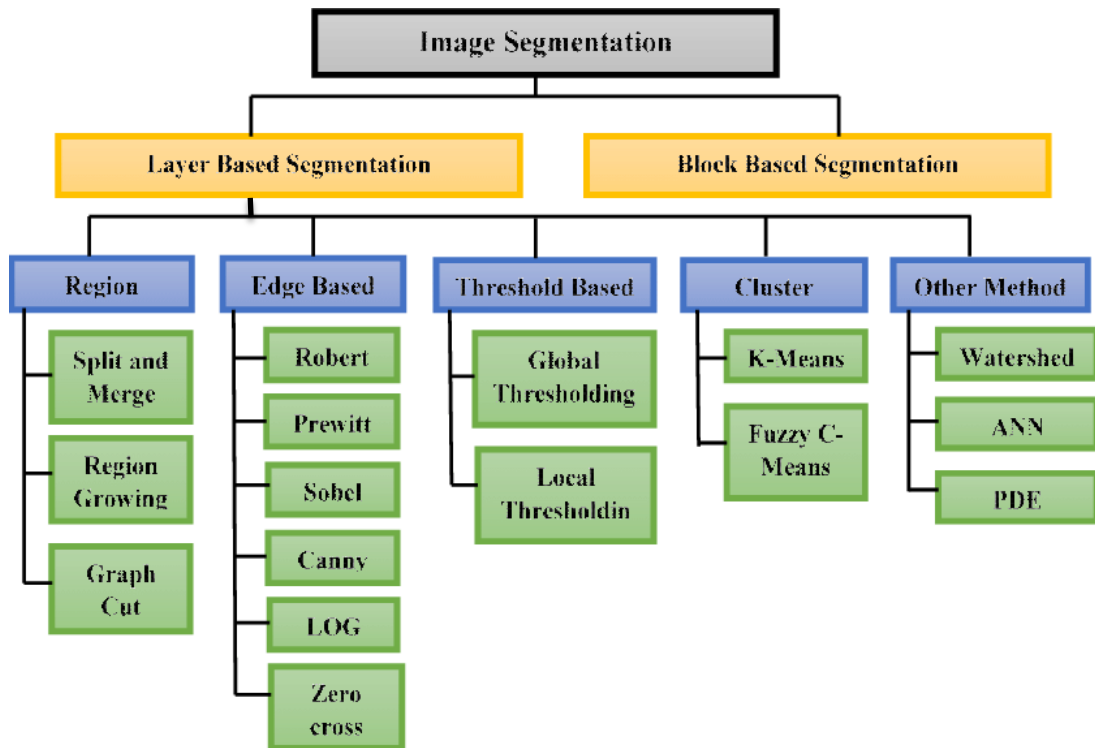 Image Segmentation
Layer Based Segmentation
Block Based Segmentation
Region
Edge Based
Threshold Based
Cluster
Other Method
Split and
Merge
Region
Growing
Graph
Cut
Robert
Prewitt
Sobel
Canny
LOG
Zero
cross
Global
Thresholding
Local
Thresholdin
K-Means
Fuzzy C-
Means
Watershed
ANN
PDE